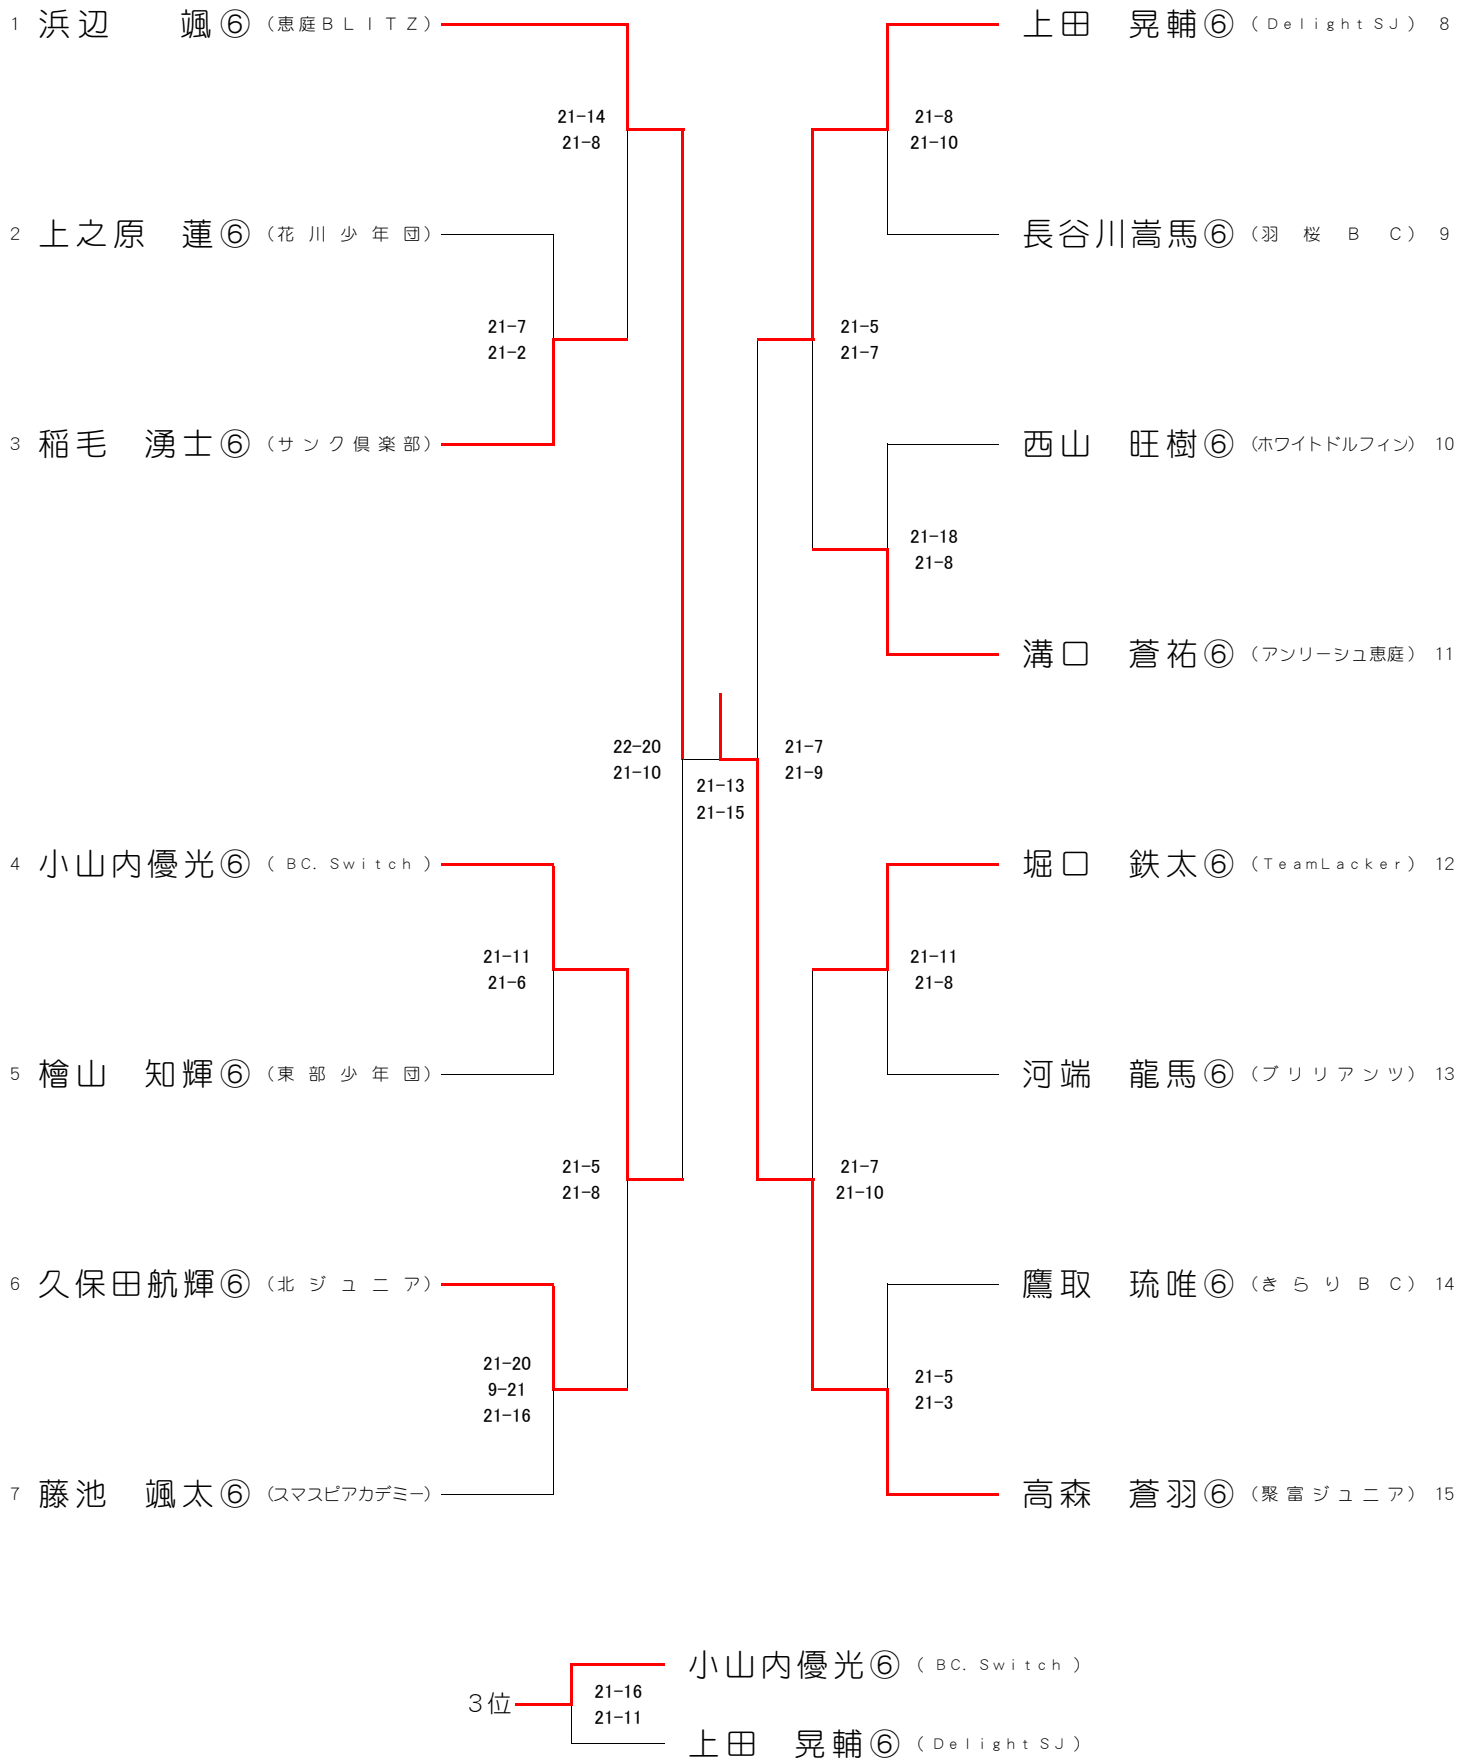 1 浜辺　颯⑥ (恵庭ＢＬＩＴＺ)
21-14
21-8
2 上之原　蓮⑥ (花川少年団)
21-7
21-2
3 稲毛　湧士⑥ (サンク倶楽部)
22-20
21-10
4 小山内優光⑥ ( BC. Switch )
21-11
21-6
5 檜山　知輝⑥ (東部少年団)
21-5
21-8
6 久保田航輝⑥ (北ジュニア)
21-20
9-21
21-16
7 藤池　颯太⑥ (スマスピアカデミー)
21-13
21-15
上田　晃輔⑥ ( Delight SJ ) 8
21-8
21-10
長谷川嵩馬⑥ (羽桜ＢＣ) 9
21-5
21-7
西山　旺樹⑥ (ホワイトドルフィン) 10
21-18
21-8
溝口　蒼祐⑥ (アンリーシュ恵庭) 11
21-7
21-9
堀口　鉄太⑥ (TeamLacker) 12
21-11
21-8
河端　龍馬⑥ (ブリリアンツ) 13
21-7
21-10
鷹取　琉唯⑥ (きらりＢＣ) 14
21-5
21-3
高森　蒼羽⑥ (聚富ジュニア) 15
小山内優光⑥ ( BC. Switch )
3位
21-16
21-11
上田　晃輔⑥ ( Delight SJ )